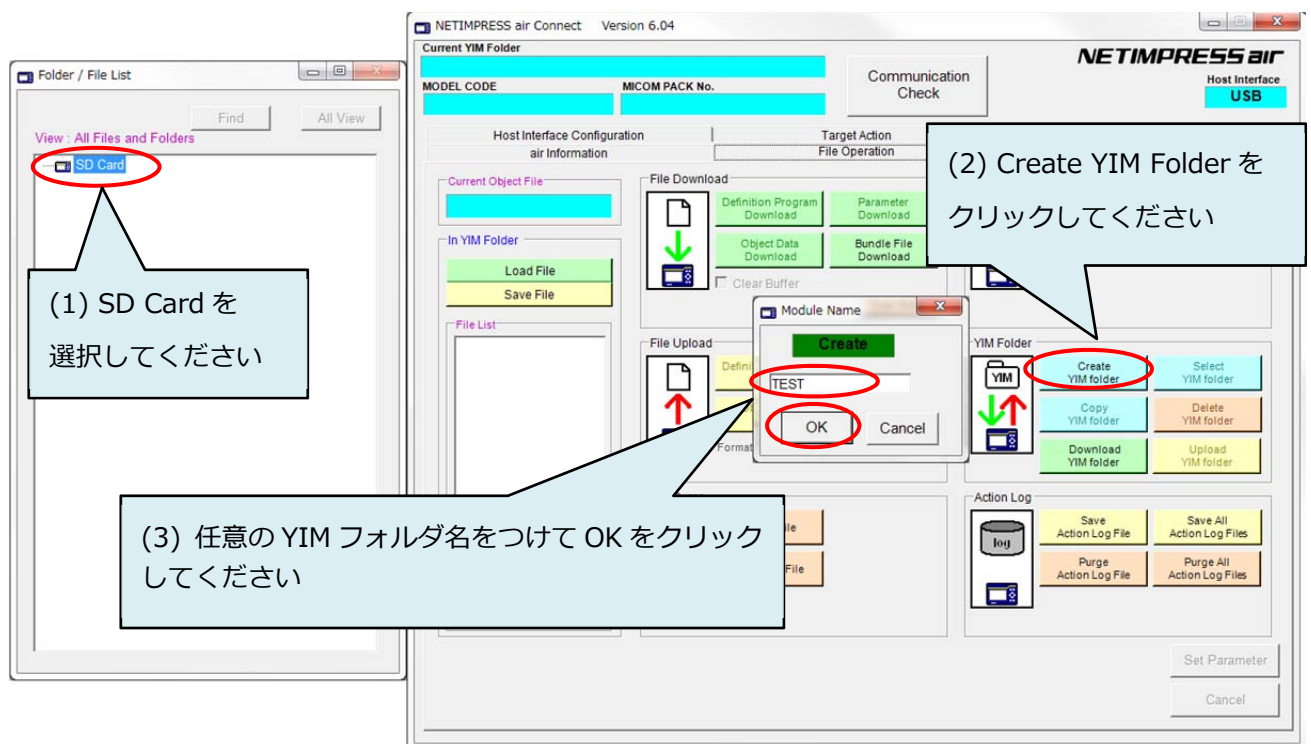 Folder / File List
Find
All View
View : All Files and Folders
SD Card
(1) SD Card を
選択してください
NETIMPRESS air Connect Version 6.04
Current YIM Folder
MODEL CODE
MICOM PACK No.
Communication
Check
NETIMPRESS air
Host Interface
USB
Host Interface Configuration
Target Action
air Information
File Operation
(2) Create YIM Folder を
クリックしてください
Current Object File
In YIM Folder
Load File
Save File
File List
File Download
Definition Program
Download
Parameter
Download
Object Data
Download
Bundle File
Download
Clear Buffer
Module Name
Create
TEST
OK
Cancel
File Upload
YIM Folder
YIM
Create
YIM folder
Select
YIM folder
Copy
YIM folder
Delete
YIM folder
Download
YIM folder
Upload
YIM folder
(3) 任意の YIM フォルダ名をつけて OK をクリック
してください
File
Action Log
log
Save
Action Log File
Save All
Action Log Files
Purge
Action Log File
Purge All
Action Log Files
Set Parameter
Cancel